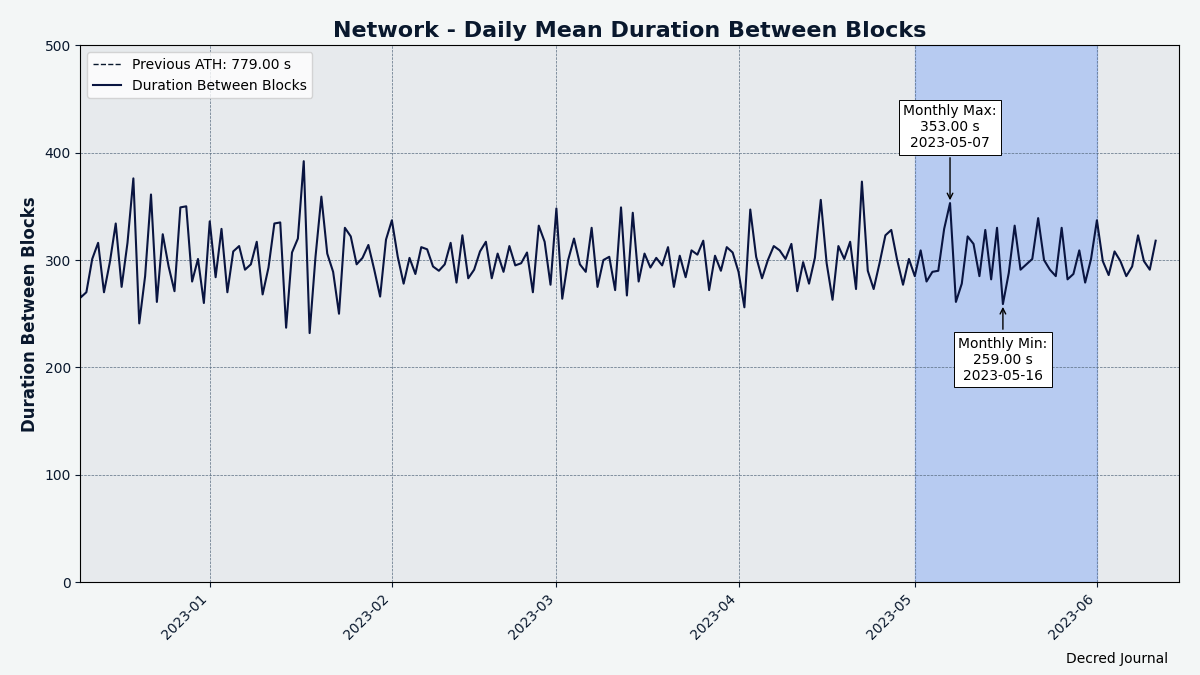 Network - Daily Mean Duration Between Blocks
Previous ATH: 779.00 s
Duration Between Blocks
Monthly Max:
353.00 s
2023-05-07
Monthly Min:
259.00 s
2023-05-16
Duration Between Blocks
500
400
300
200
100
0
2023-01
2023-02
2023-03
2023-04
2023-05
2023-06
Decred Journal